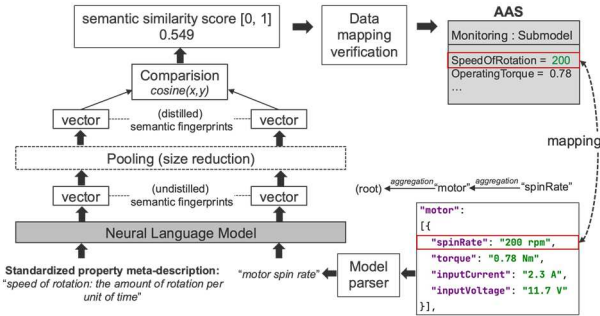 semantic similarity score [0, 1]
0.549
Data
mapping
verification
AAS
Monitoring : Submodel
SpeedOfRotation = 200
OperatingTorque = 0.78
...
Comparision
cosine(x,y)
vector
(distilled)
semantic fingerprints
vector
Pooling (size reduction)
mapping
vector
(undistilled)
semantic fingerprints
vector
(root) aggregation "motor" aggregation "spinRate"
Neural Language Model
"motor":
[{
"spinRate": "200 rpm",
"torque": "0.78 Nm",
"inputCurrent": "2.3 A",
"inputVoltage": "11.7 V"
}],
Standardized property meta-description:
"speed of rotation: the amount of rotation per
unit of time"
"motor spin rate"
Model
parser